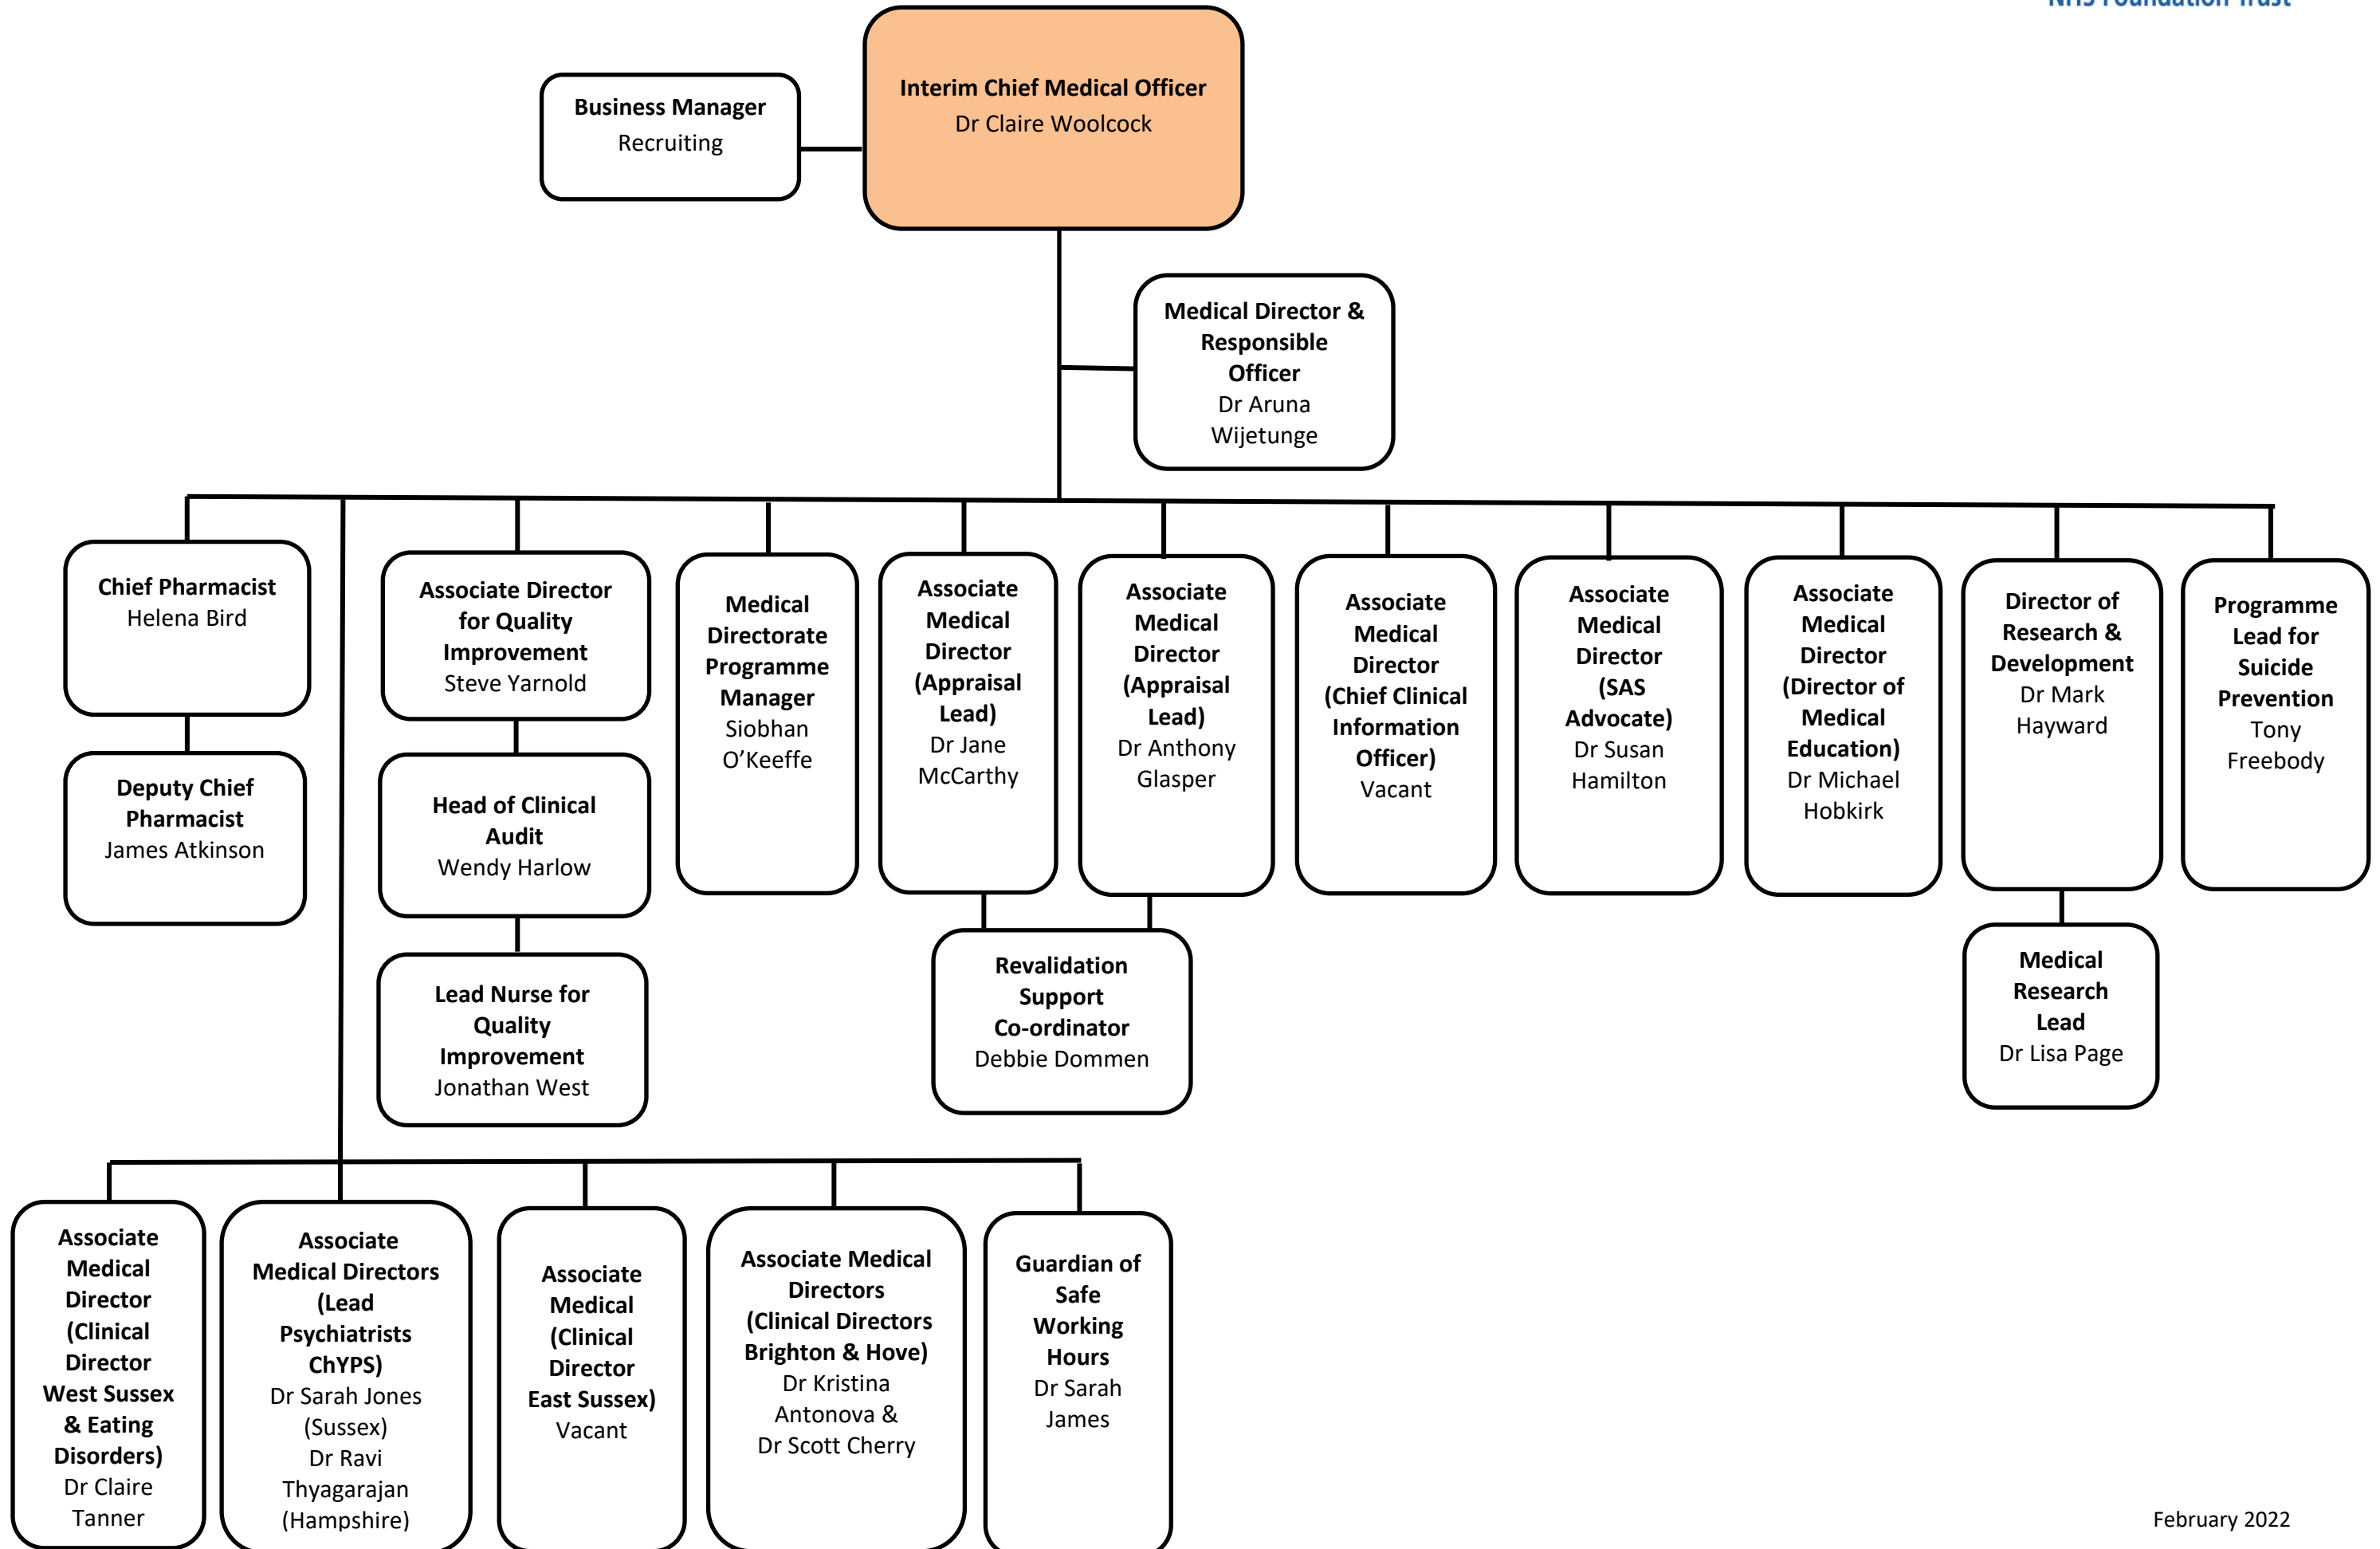 NHS Foundation Trust
Interim Chief Medical Officer
Dr Claire Woolcock
Business Manager
Recruiting
Medical Director &
Responsible
Officer
Dr Aruna
Wijetunge
Chief Pharmacist
Helena Bird
Deputy Chief
Pharmacist
James Atkinson
Associate Director
for Quality
Improvement
Steve Yarnold
Head of Clinical
Audit
Wendy Harlow
Lead Nurse for
Quality
Improvement
Jonathan West
Medical
Directorate
Programme
Manager
Siobhan
O’Keeffe
Associate
Medical
Director
(Appraisal
Lead)
Dr Jane
McCarthy
Associate
Medical
Director
(Appraisal
Lead)
Dr Anthony
Glasper
Revalidation
Support
Co-ordinator
Debbie Dommen
Associate
Medical
Director
(Chief Clinical
Information
Officer)
Vacant
Associate
Medical
Director
(SAS
Advocate)
Dr Susan
Hamilton
Associate
Medical
Director
(Director of
Medical
Education)
Dr Michael
Hobkirk
Director of
Research &
Development
Dr Mark
Hayward
Medical
Research
Lead
Dr Lisa Page
Programme
Lead for
Suicide
Prevention
Tony
Freebody
Associate
Medical
Director
(Clinical
Director
West Sussex
& Eating
Disorders)
Dr Claire
Tanner
Associate
Medical Directors
(Lead
Psychiatrists
ChYPS)
Dr Sarah Jones
(Sussex)
Dr Ravi
Thyagarajan
(Hampshire)
Associate
Medical
(Clinical
Director
East Sussex)
Vacant
Associate Medical
Directors
(Clinical Directors
Brighton & Hove)
Dr Kristina
Antonova &
Dr Scott Cherry
Guardian of
Safe
Working
Hours
Dr Sarah
James
February 2022